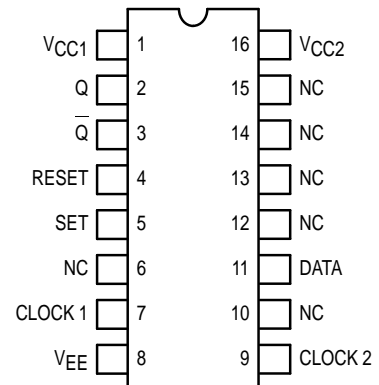 VCC1 1 16 VCC2
Q 2 15 NC
Q̅ 3 14 NC
RESET 4 13 NC
SET 5 12 NC
NC 6 11 DATA
CLOCK 1 7 10 NC
VEE 8 9 CLOCK 2